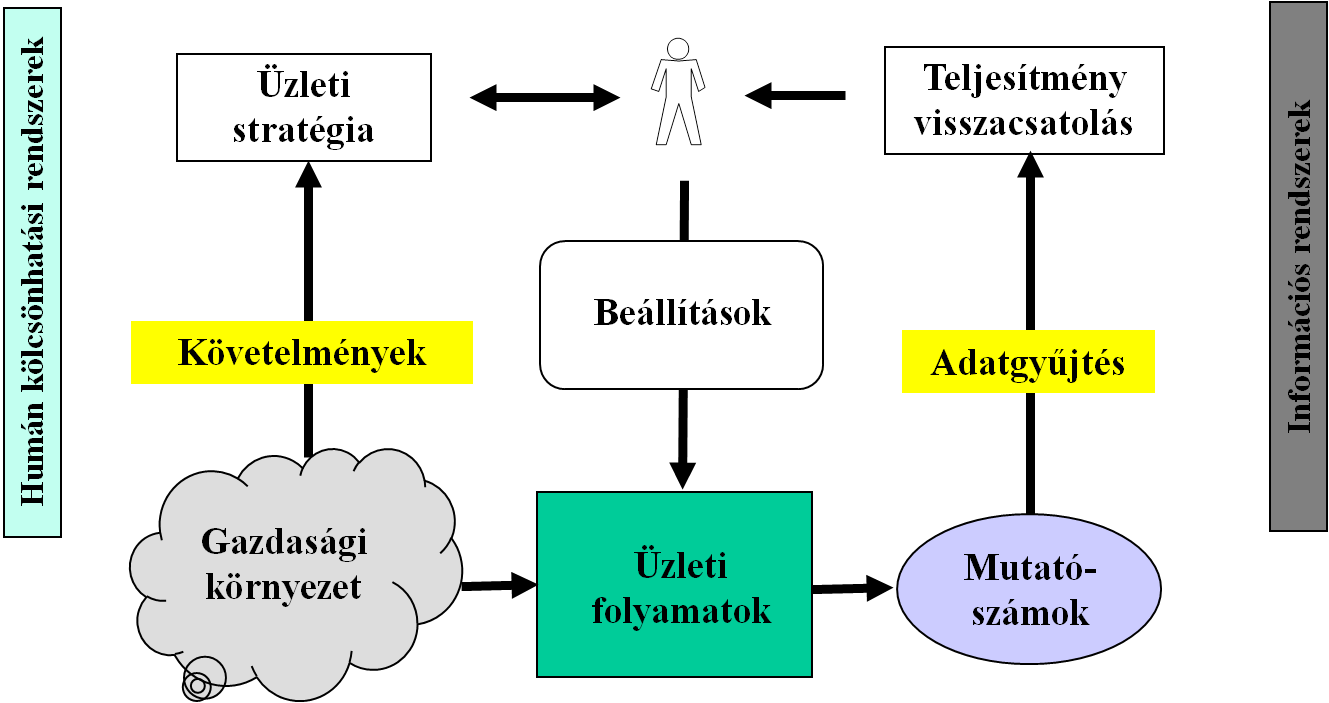 Humán kölcsönhatási rendszerek
Üzleti
stratégia
Teljesítmény
visszacsatolás
Információs rendszerek
Beállítások
Követelmények
Adatgyűjtés
Gazdasági
környezet
Üzleti
folyamatok
Mutató-
számok